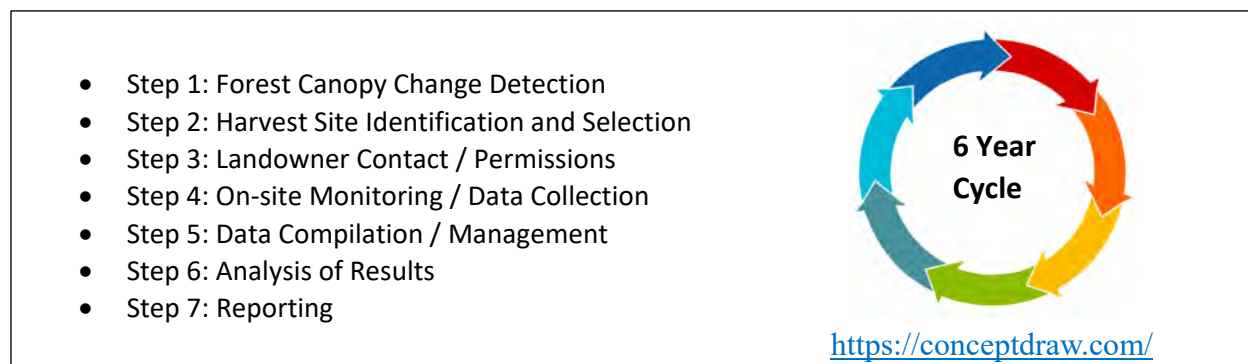 • Step 1: Forest Canopy Change Detection
• Step 2: Harvest Site Identification and Selection
• Step 3: Landowner Contact / Permissions
• Step 4: On-site Monitoring / Data Collection
• Step 5: Data Compilation / Management
• Step 6: Analysis of Results
• Step 7: Reporting
6 Year
Cycle
https://conceptdraw.com/